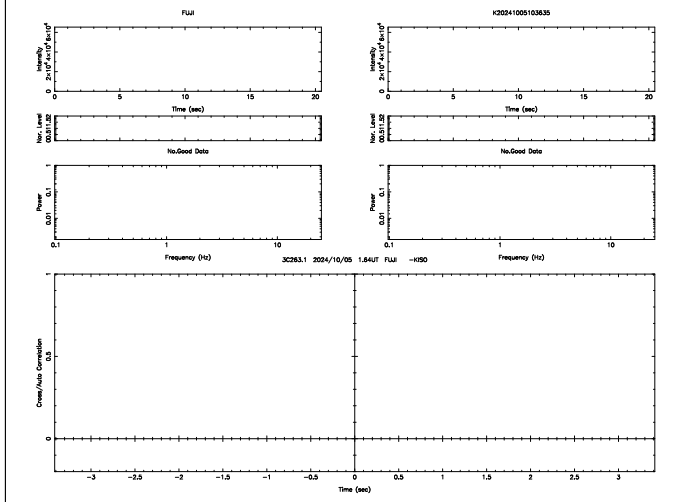 FUJI
K20241005103635
Intensity
0 2×10⁴ 4×10⁴ 6×10⁴
0 5 10 15 20
Time (sec)
Intensity
0 2×10⁴ 4×10⁴ 6×10⁴
0 5 10 15 20
Time (sec)
Nor. Level
00.511.52
Nor. Level
00.511.52
No.Good Data
No.Good Data
Power
0.01 0.1 1
0.1 1 10
Frequency (Hz)
Power
0.01 0.1 1
0.1 1 10
Frequency (Hz)
3C263.1 2024/10/05 1.64UT FUJI -KISO
Cross/Auto Correlation
0 0.5 1
-3 -2.5 -2 -1.5 -1 -0.5 0 0.5 1 1.5 2 2.5 3
Time (sec)